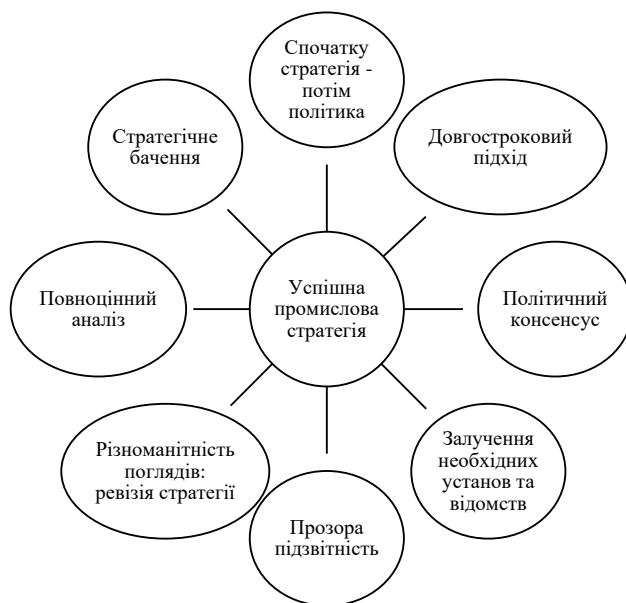 Спочатку
стратегія -
потім
політика
Довгостроковий
підхід
Політичний
консенсус
Залучення
необхідних
установ та
відомств
Прозора
підзвітність
Різноманітність
поглядів:
ревізія стратегії
Повноцінний
аналіз
Стратегічне
бачення
Успішна
промислова
стратегія